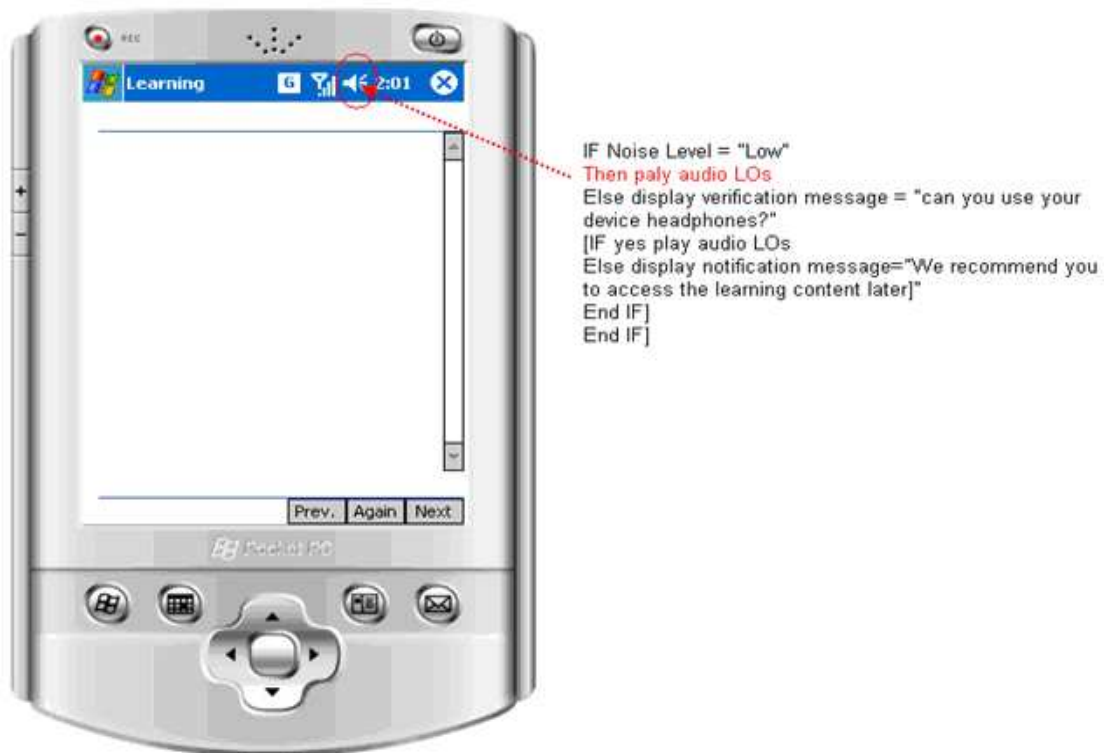 REC
Learning
G
2:01
IF Noise Level = "Low"
Then paly audio LOs
Else display verification message = "can you use your
device headphones?"
[IF yes play audio LOs
Else display notification message="We recommend you
to access the learning content later]"
End IF]
End IF]
+
-
Prev. Again Next
Pocket PC